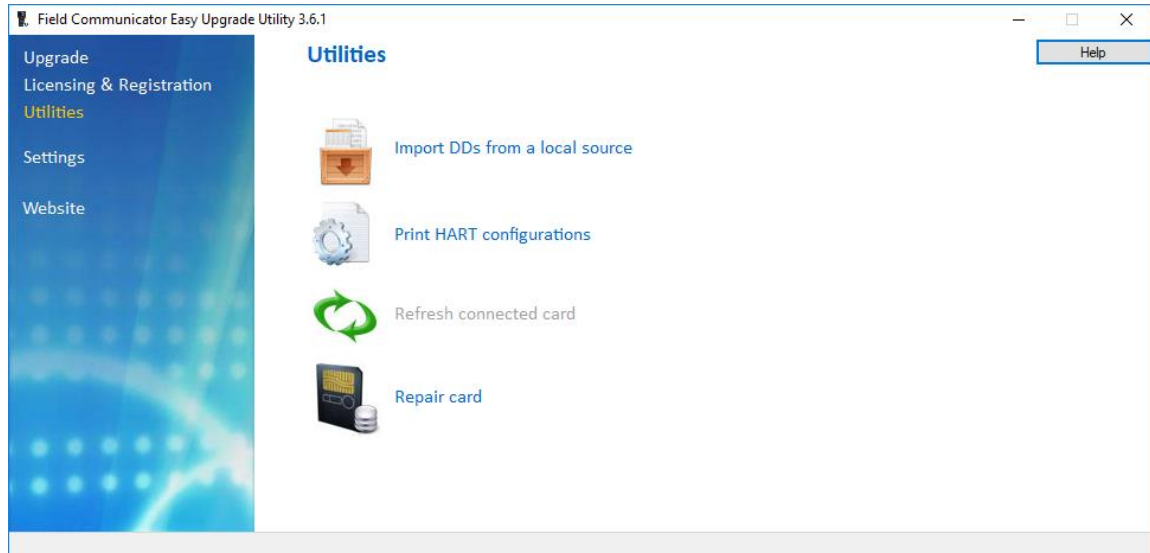 Field Communicator Easy Upgrade Utility 3.6.1
Upgrade
Licensing & Registration
Utilities
Settings
Website
Utilities
Help
Import DDs from a local source
Print HART configurations
Refresh connected card
Repair card